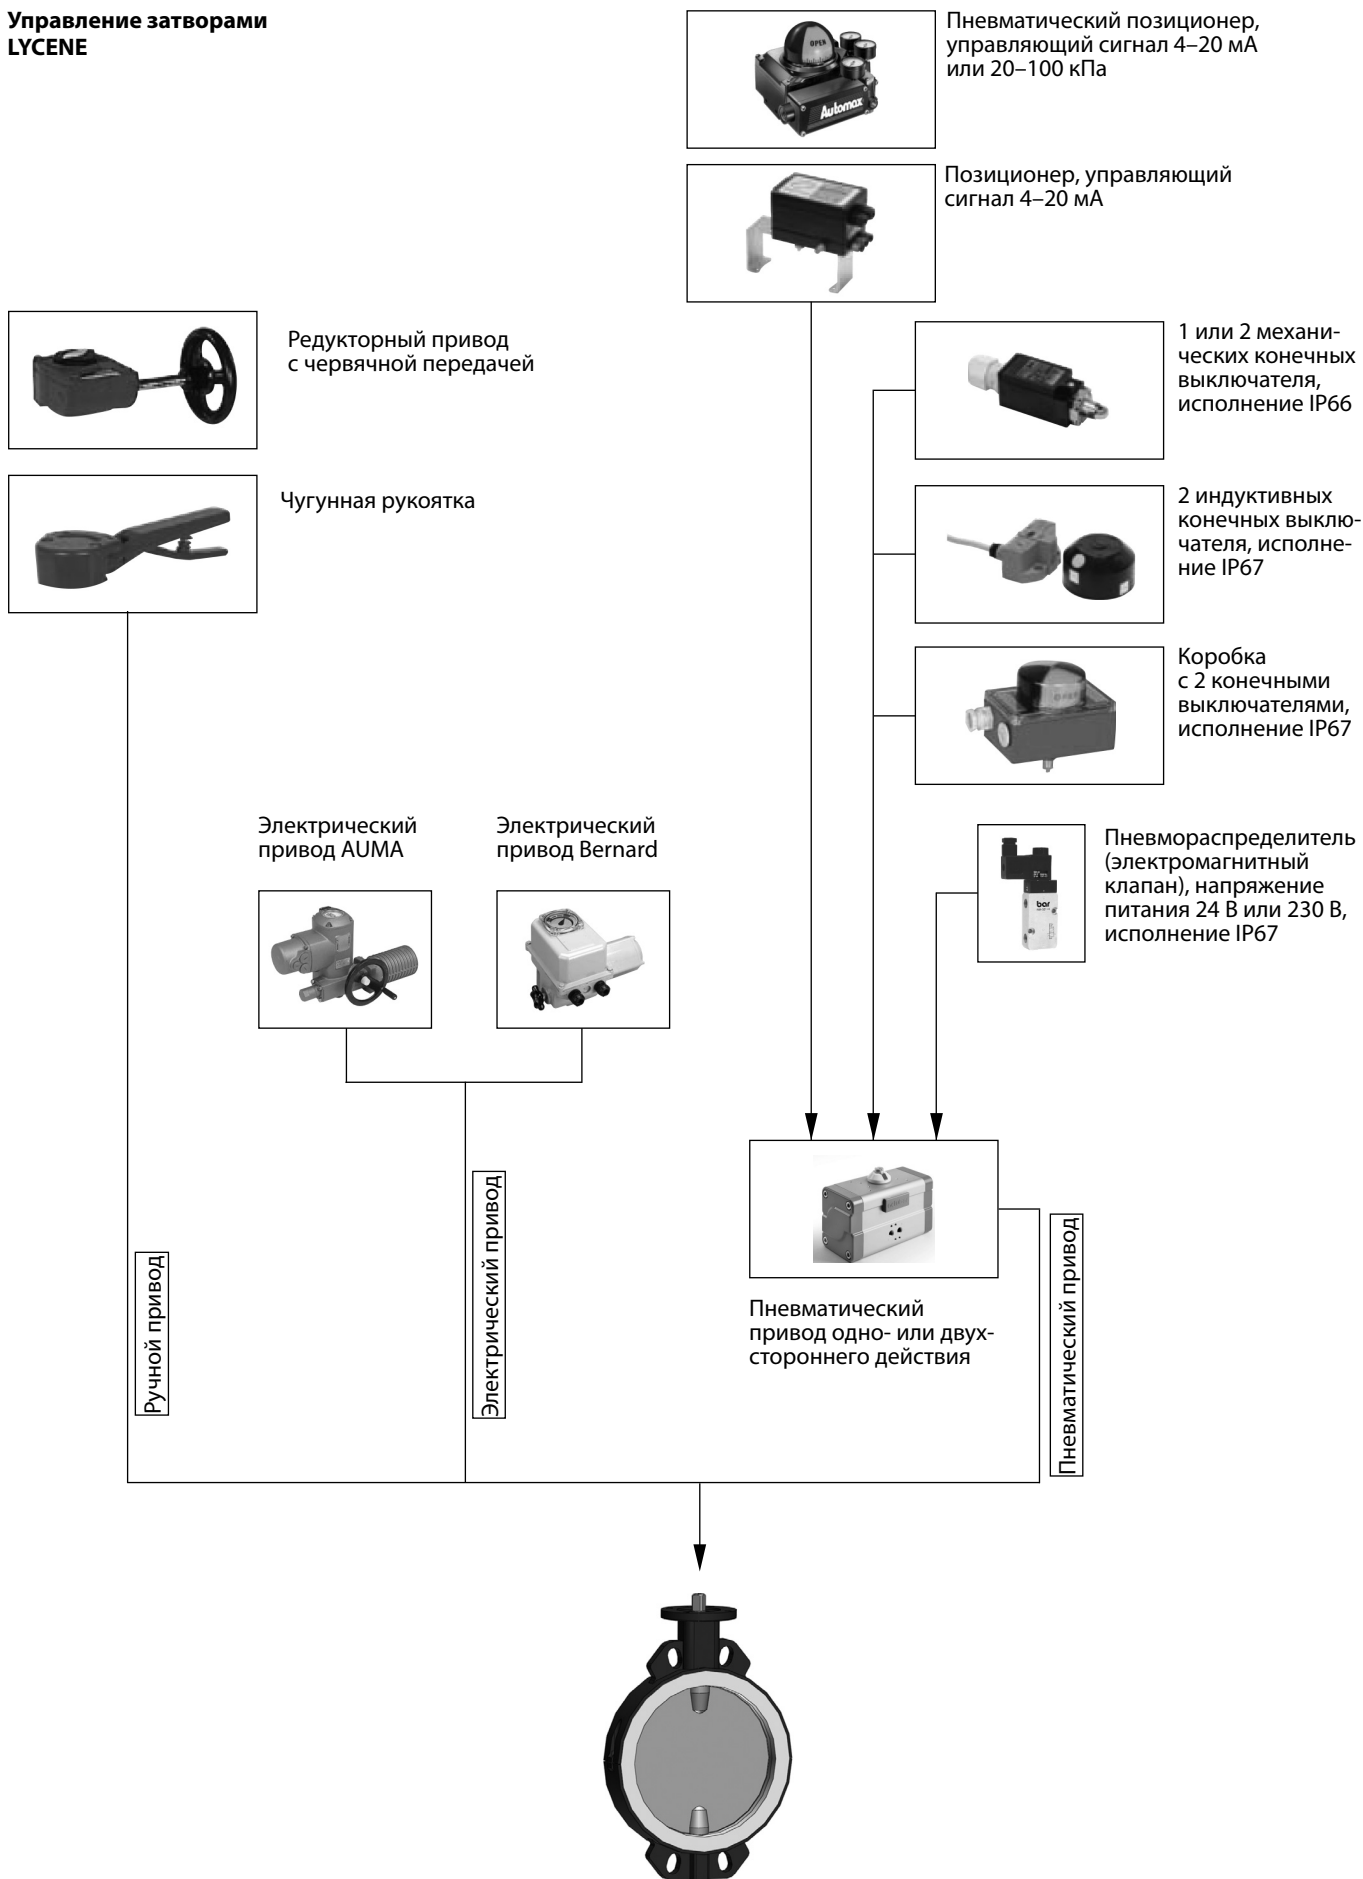 Управление затворами
LYCENE
Пневматический позиционер,
управляющий сигнал 4–20 мА
или 20–100 кПа
OPEN
Automax
Позиционер, управляющий
сигнал 4–20 мА
Редукторный привод
с червячной передачей
1 или 2 механи-
ческих конечных
выключателя,
исполнение IP66
Чугунная рукоятка
2 индуктивных
конечных выклю-
чателя, исполне-
ние IP67
Коробка
с 2 конечными
выключателями,
исполнение IP67
OPEN
Электрический
привод AUMA
Электрический
привод Bernard
Пневмораспределитель
(электромагнитный
клапан), напряжение
питания 24 В или 230 В,
исполнение IP67
bar
Ручной привод
Электрический привод
Пневматический привод
Пневматический
привод одно- или двух-
стороннего действия